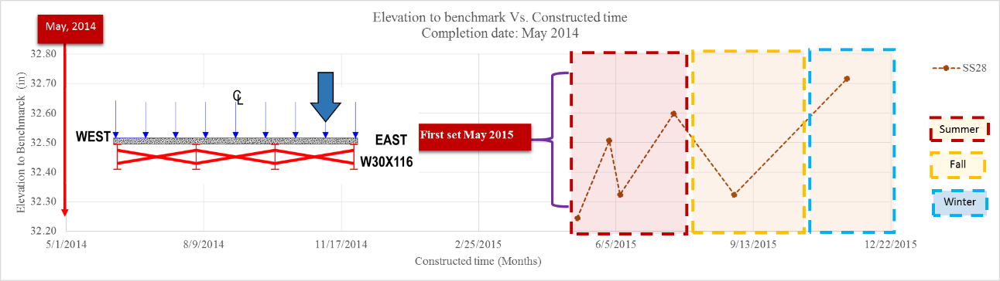 Elevation to benchmark Vs. Constructed time
Completion date: May 2014
May, 2014
Elevation to Benchmarck (in)
32.80
32.70
32.60
32.50
32.40
32.30
32.20
5/1/2014
8/9/2014
11/17/2014
2/25/2015
6/5/2015
9/13/2015
12/22/2015
Constructed time (Months)
CL
WEST
EAST
W30X116
First set May 2015
SS28
Summer
Fall
Winter